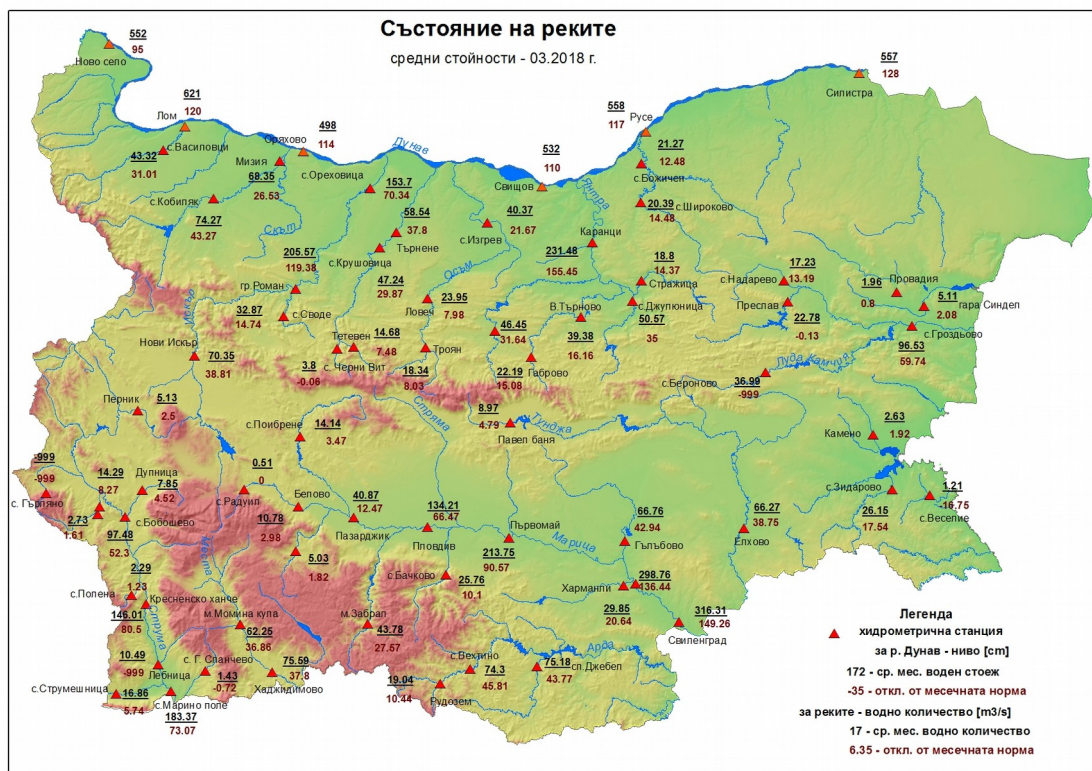 Състояние на реките
средни стойности - 03.2018 г.
552
95
Ново село
557
128
Силистра
621
120
Лом
558
117
Русе
498
114
Оряхово
532
110
Свищов
Дунав
43.32
31.01
с.Василовци
Мизия
68.35
26.53
с.Ореховица
153.7
70.34
21.27
12.48
с.Божичен
с.Кобиляк
74.27
43.27
Скът
58.54
37.8
Търнене
40.37
21.67
с.Изгрев
Янтра
20.39
14.48
с.Широково
231.48
155.45
Каранци
205.57
119.38
гр.Роман
с.Крушовица
47.24
29.87
Осъм
18.8
14.37
Стражица
17.23
13.19
с.Надарево
1.96
0.8
Провадия
5.11
2.08
гара Синдел
Искър
32.87
14.74
с.Своде
23.95
7.98
Ловеч
В.Търново
39.38
16.16
с.Джулюница
50.57
35
Преслав
22.78
-0.13
с.Гроздьово
96.53
59.74
46.45
31.64
Тетевен
14.68
7.48
Нови Искър
70.35
38.81
3.8
-0.06
с. Черни Вит
Троян
18.34
8.03
22.19
15.08
Габрово
Луда Камчия
с.Бероново
36.99
-999
Перник
5.13
2.5
Стряма
8.97
4.79
Тунджа
Павел баня
с.Поибрене
14.14
3.47
2.63
1.92
Камено
-999
-999
с. Гърляно
14.29
8.27
Дупница
7.85
4.52
0.51
0
с.Радуил
Белово
10.78
2.98
40.87
12.47
Пазарджик
134.21
66.47
Пловдив
Първомай
213.75
90.57
Марица
66.76
42.94
Гълъбово
66.27
38.75
Елхово
с.Зидарово
26.15
17.54
1.21
-16.75
с.Веселие
2.73
1.61
с.Бобошево
97.48
52.3
Места
5.03
1.82
с.Бачково
25.76
10.1
Харманли
29.85
20.64
298.76
136.44
316.31
149.26
Свиленград
2.29
1.23
с.Полена
Кресненско ханче
146.01
80.5
Струма
м.Момина кула
62.25
36.86
м.Забрал
43.78
27.57
Арда
с.Вехтино
74.3
45.81
75.18
сп.Джебел
43.77
10.49
-999
Лебница
с. Г. Спанчево
1.43
-0.72
75.59
37.8
Хаджидимово
19.04
10.44
Рудозем
с.Струмешница
16.86
5.74
с.Марино поле
183.37
73.07
Легенда
хидрометрична станция
за р. Дунав - ниво [cm]
172 - ср. мес. воден стоеж
-35 - откл. от месечната норма
за реките - водно количество [m3/s]
17 - ср. мес. водно количество
6.35 - откл. от месечната норма